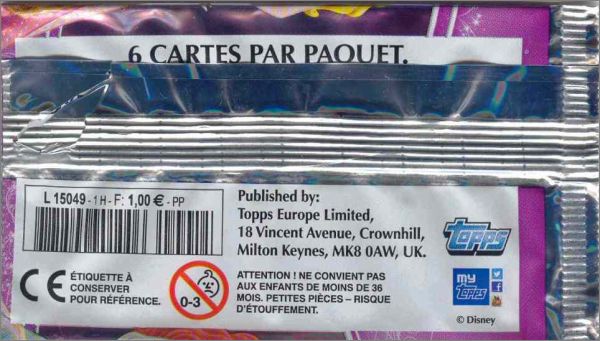 6 CARTES PAR PAQUET.
L 15049 - 1 H - F: 1,00 € - PP
Published by:
Topps Europe Limited,
18 Vincent Avenue, Crownhill,
Milton Keynes, MK8 0AW, UK.
topps
CE
ÉTIQUETTE À
CONSERVER
POUR RÉFÉRENCE.
0-3
ATTENTION ! NE CONVIENT PAS
AUX ENFANTS DE MOINS DE 36
MOIS. PETITES PIÈCES – RISQUE
D'ÉTOUFFEMENT.
my
topps
f
© Disney